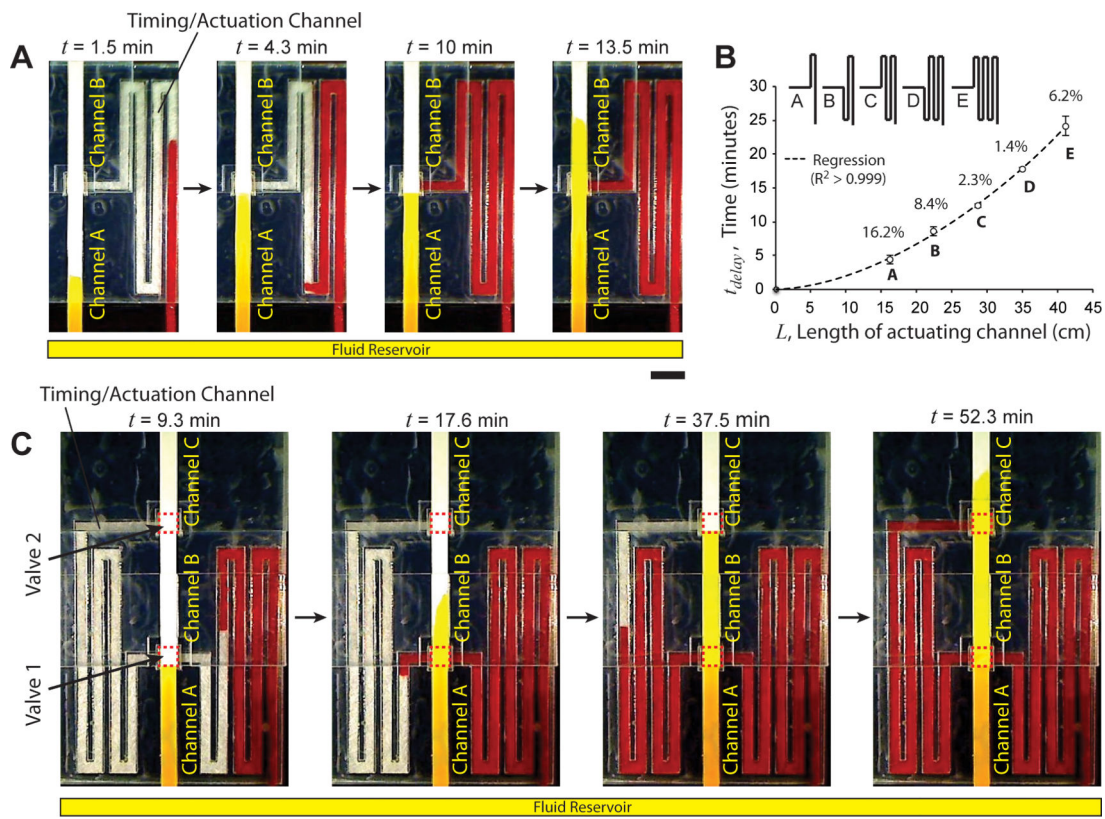 Timing/Actuation Channel
A
t = 1.5 min
t = 4.3 min
t = 10 min
t = 13.5 min
Channel B
Channel A
Channel B
Channel A
Channel B
Channel A
Channel B
Channel A
Fluid Reservoir
B
t_delay, Time (minutes)
30
25
20
15
10
5
0
A
B
C
D
E
Regression
(R² > 0.999)
16.2%
8.4%
2.3%
1.4%
6.2%
A
B
C
D
E
0
5
10
15
20
25
30
35
40
45
L, Length of actuating channel (cm)
Timing/Actuation Channel
C
t = 9.3 min
t = 17.6 min
t = 37.5 min
t = 52.3 min
Valve 2
Valve 1
Channel C
Channel B
Channel A
Channel C
Channel B
Channel A
Channel C
Channel B
Channel A
Channel C
Channel B
Channel A
Fluid Reservoir